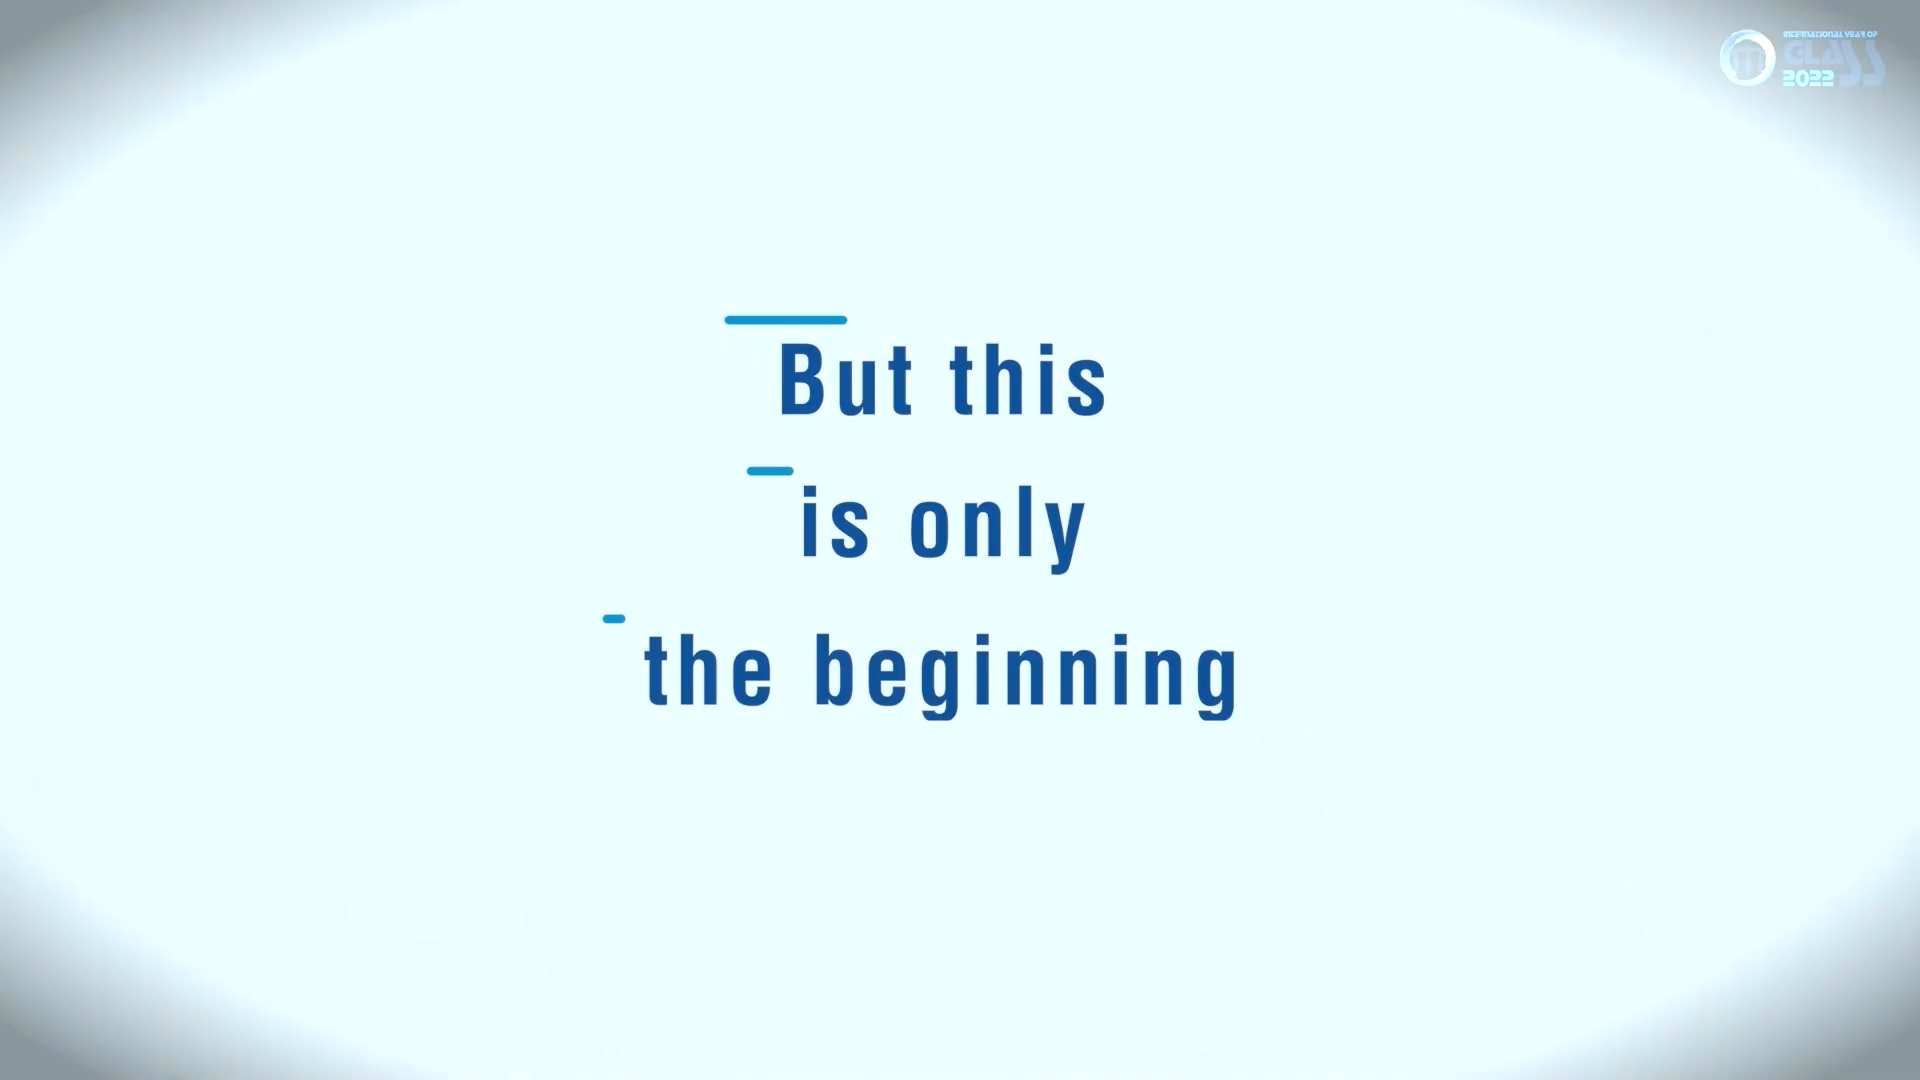 INTERNATIONAL YEAR OF
GLASS
2022
But this
is only
the beginning